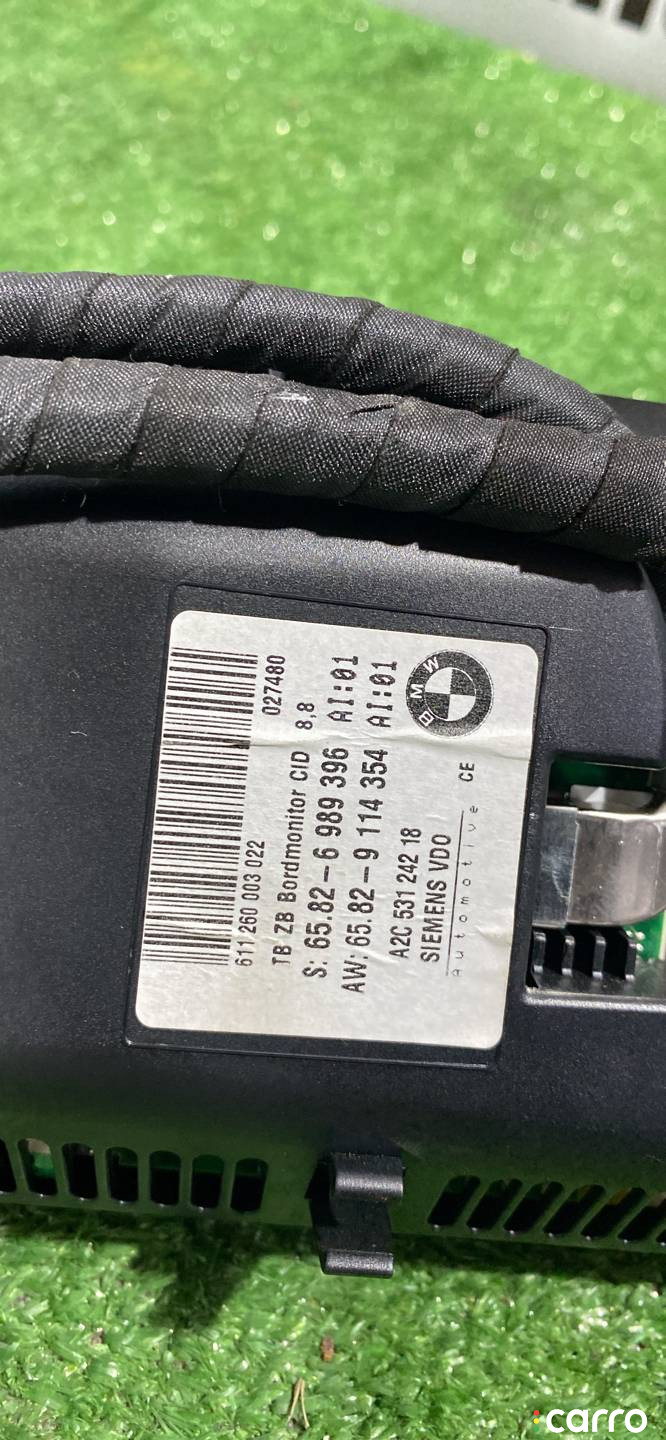 611 260 003 022 027480
TB ZB Bordmonitor CID 8,8
S: 65.82-6 989 396 AI:01
AW: 65.82-9 114 354 AI:01
A2C 531 242 18
SIEMENS VDO
automotive CE
BMW
carro